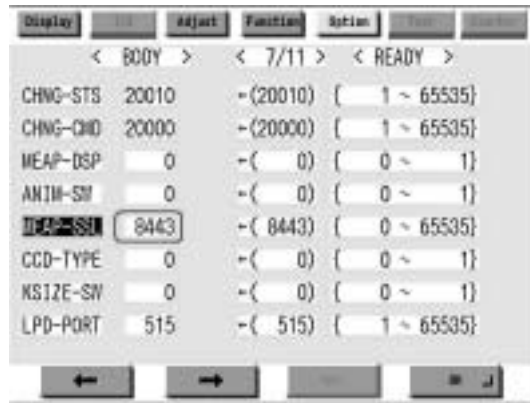 Display Adjust Function Option
< BODY > < 7/11 > < READY >
CHNG-STS 20010 ←(20010) { 1 ~ 65535}
CHNG-CMD 20000 ←(20000) { 1 ~ 65535}
MEAP-DSP 0 ←( 0) { 0 ~ 1}
ANIM-SW 0 ←( 0) { 0 ~ 1}
MEAP-SSL 8443 ←( 8443) { 0 ~ 65535}
CCD-TYPE 0 ←( 0) { 0 ~ 1}
KSIZE-SW 0 ←( 0) { 0 ~ 1}
LPD-PORT 515 ←( 515) { 1 ~ 65535}
← →